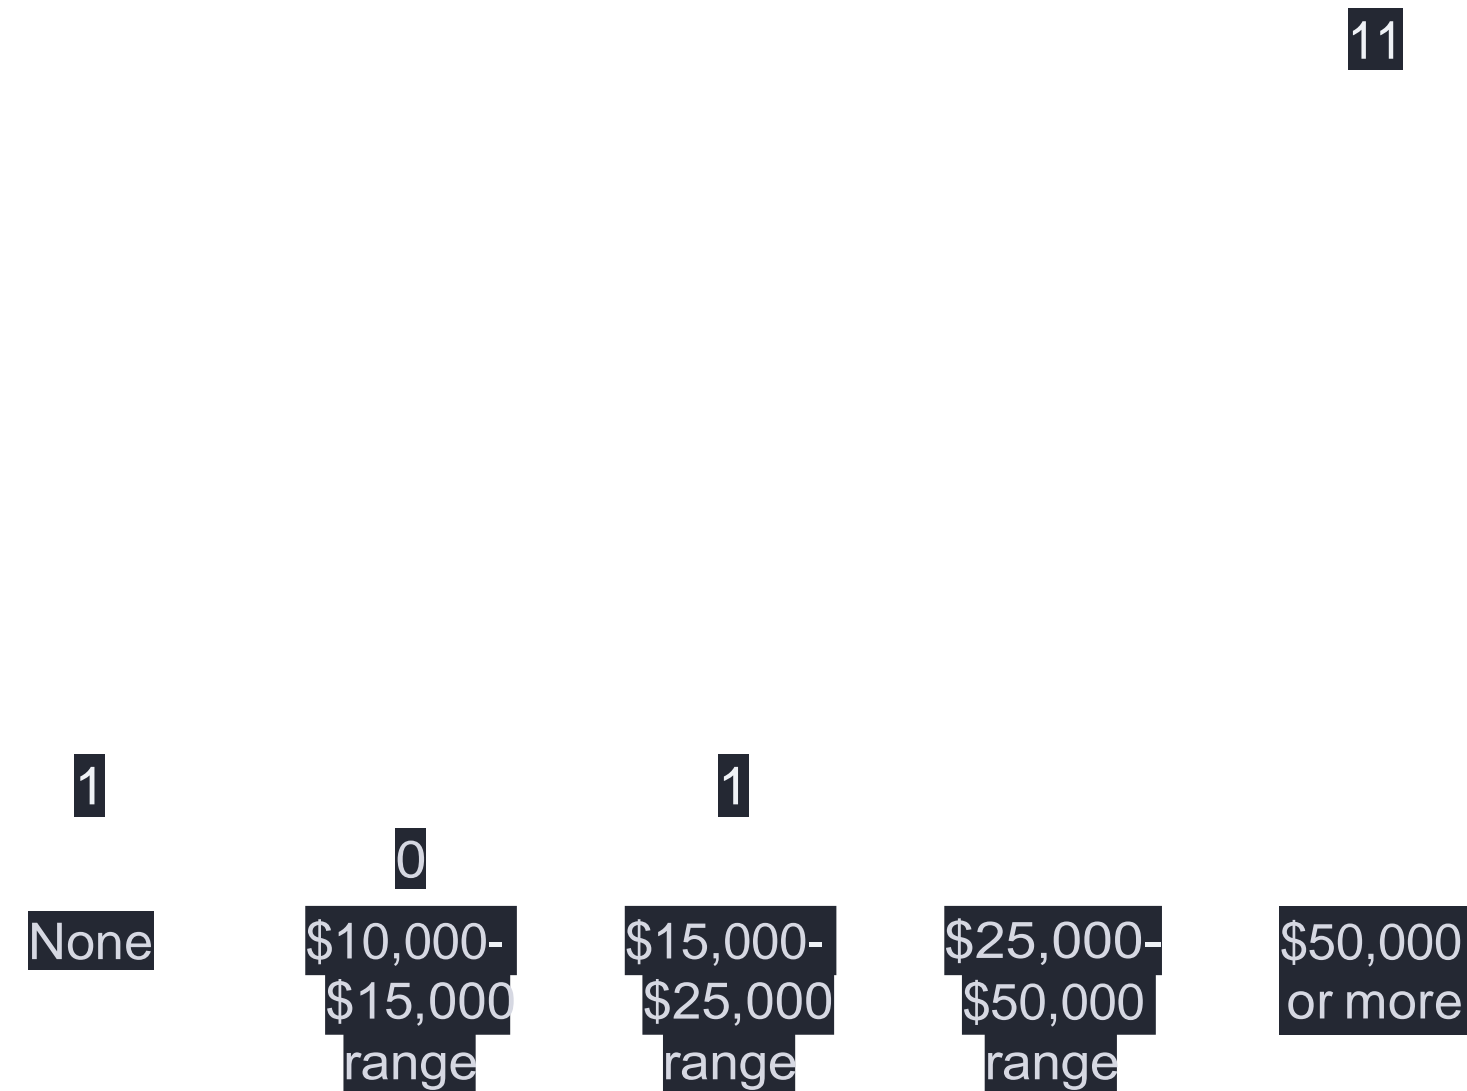 11
1
1
0
None
$10,000-
$15,000
range
$15,000-
$25,000
range
$25,000-
$50,000
range
$50,000
or more